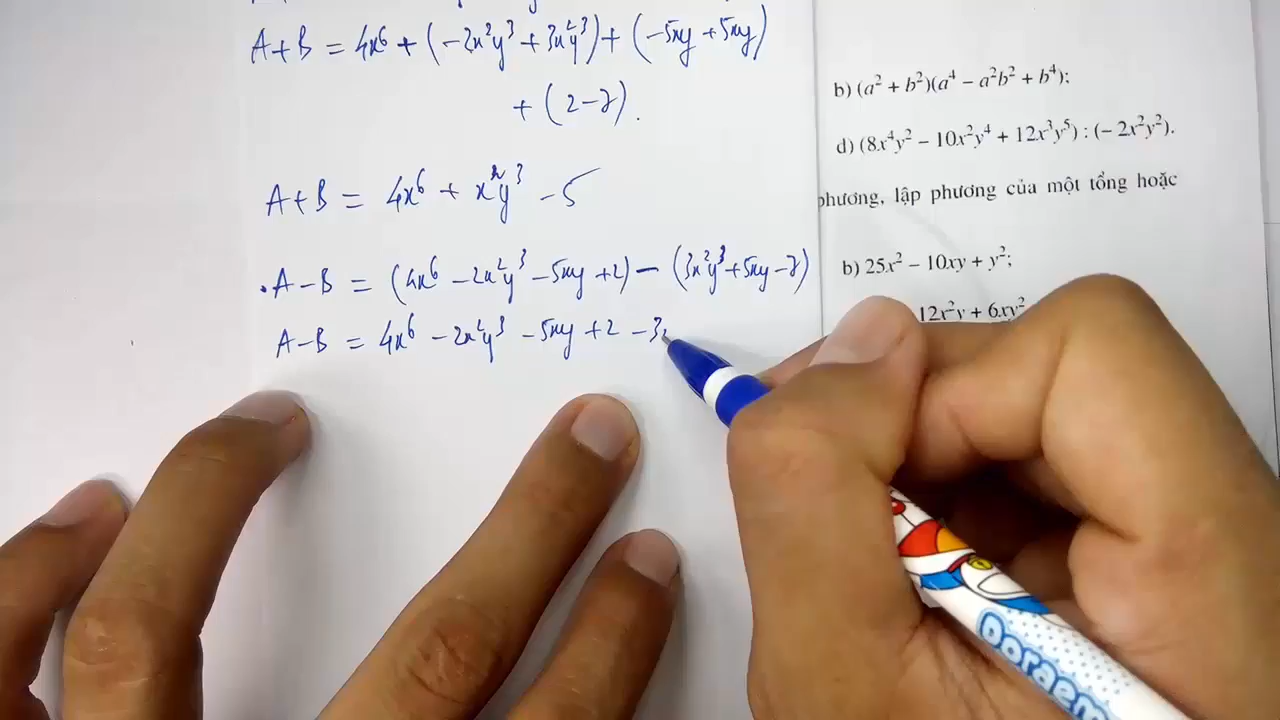 A+B = 4x⁶ + (-2x²y³ + 3x²y³) + (-5xy + 5xy)
+ (2-7).
A+B = 4x⁶ + x²y³ - 5
. A-B = (4x⁶ - 2x²y³ - 5xy + 2) - (3x²y³ + 5xy - 7)
A-B = 4x⁶ - 2x²y³ - 5xy + 2 - 3
b) (a² + b²)(a⁴ – a²b² + b⁴);
d) (8x⁴y² – 10x²y⁴ + 12x³y⁵) : (– 2x²y²).
phương, lập phương của một tổng hoặc
b) 25x² – 10xy + y²;
12x²y + 6xy²
Doraem